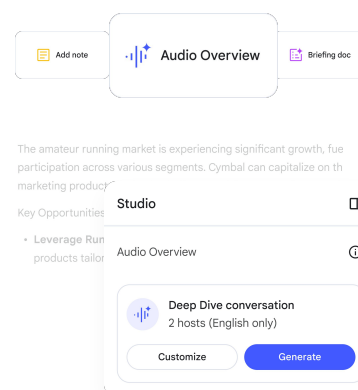 Add note
Audio Overview
Briefing doc
The amateur running market is experiencing significant growth, fue
participation across various segments. Cymbal can capitalize on th
marketing product
Key Opportunities
• Leverage Run
products tailor
Studio
Audio Overview
Deep Dive conversation
2 hosts (English only)
Customize
Generate